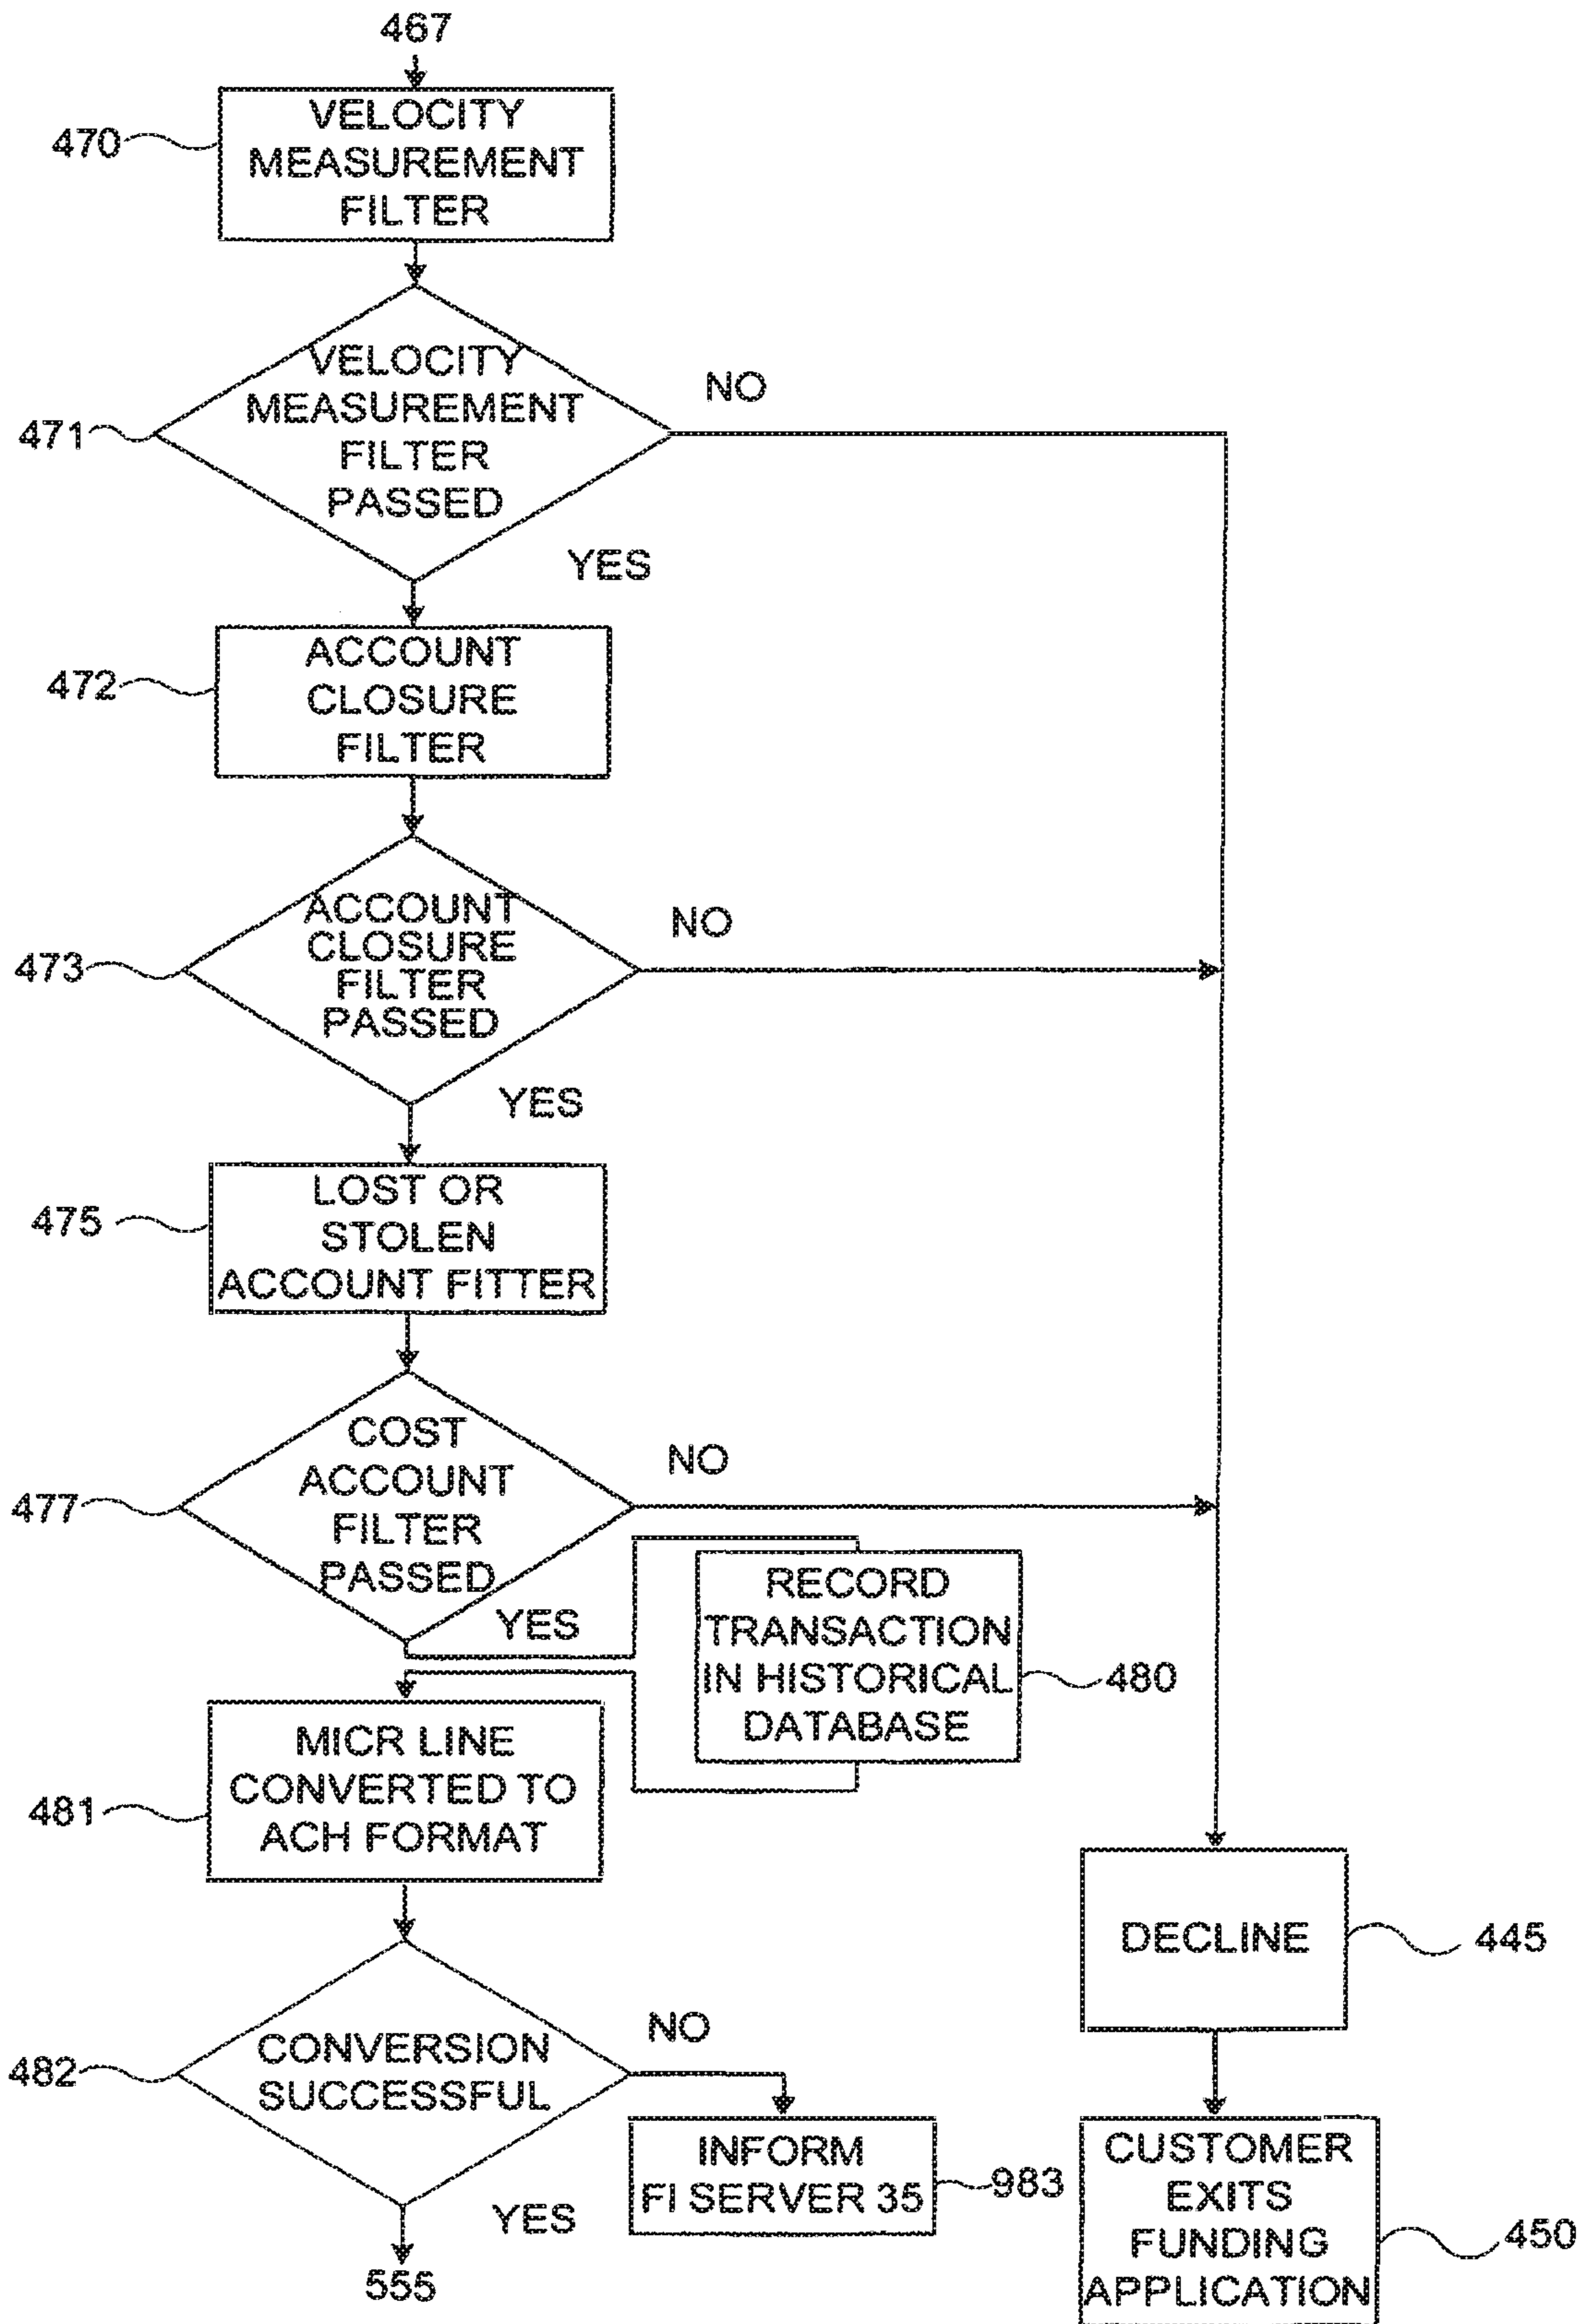 467
470
VELOCITY
MEASUREMENT
FILTER
471
VELOCITY
MEASUREMENT
FILTER
PASSED
NO
YES
472
ACCOUNT
CLOSURE
FILTER
473
ACCOUNT
CLOSURE
FILTER
PASSED
NO
YES
475
LOST OR
STOLEN
ACCOUNT FITTER
477
COST
ACCOUNT
FILTER
PASSED
NO
YES
RECORD
TRANSACTION
IN HISTORICAL
DATABASE
480
481
MICR LINE
CONVERTED TO
ACH FORMAT
482
CONVERSION
SUCCESSFUL
NO
YES
INFORM
FI SERVER 35
983
555
DECLINE
445
CUSTOMER
EXITS
FUNDING
APPLICATION
450